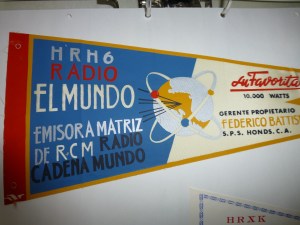 HRH6
RADIO
EL MUNDO
EMISORA MATRIZ
DE R.C.M RADIO
CADENA MUNDO
La Favorita
10.000 WATTS
GERENTE PROPIETARIO
FEDERICO BATTIS
S.P.S. HONDS. C.A.
HRXK